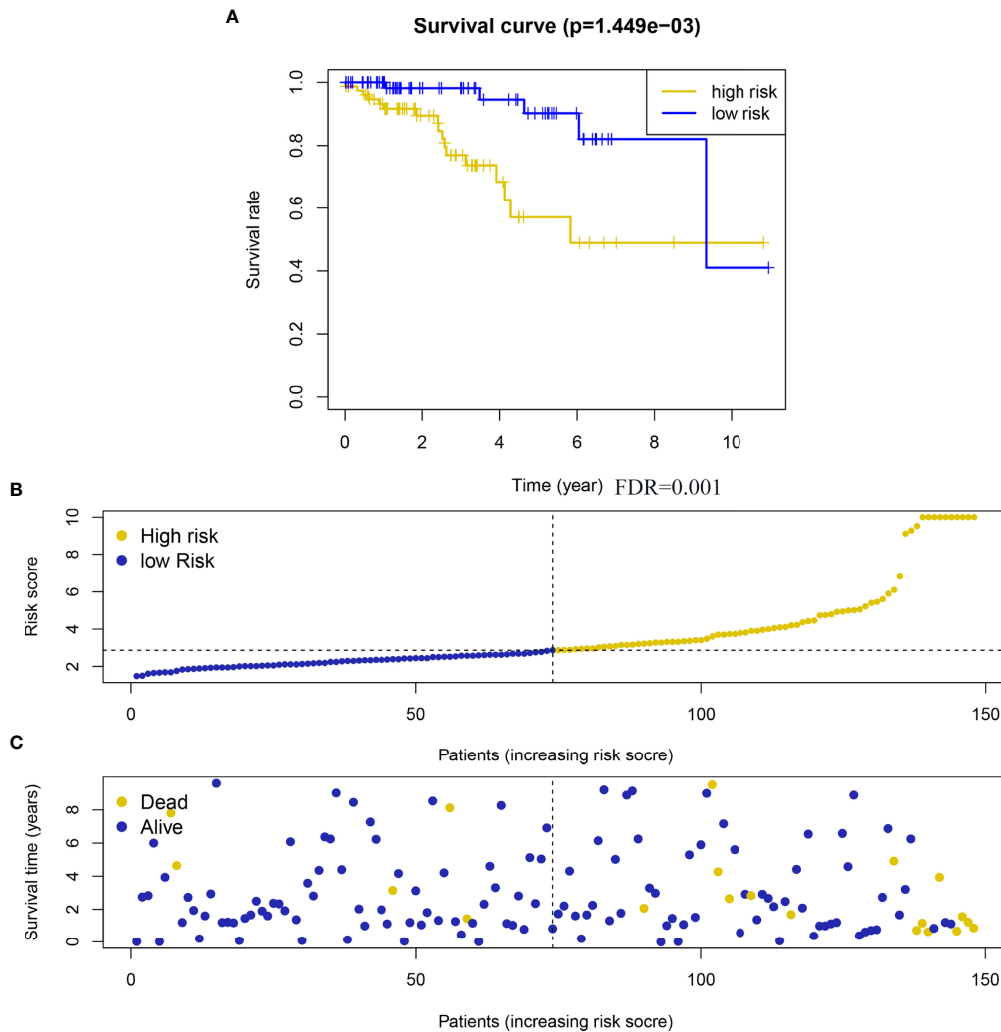 A
Survival curve (p=1.449e−03)
high risk
low risk
Survival rate
1.0
0.8
0.6
0.4
0.2
0.0
0 2 4 6 8 10
Time (year) FDR=0.001
B
High risk
low Risk
Risk score
10
8
6
4
2
0 50 100 150
Patients (increasing risk socre)
C
Dead
Alive
Survival time (years)
8
6
4
2
0
0 50 100 150
Patients (increasing risk socre)